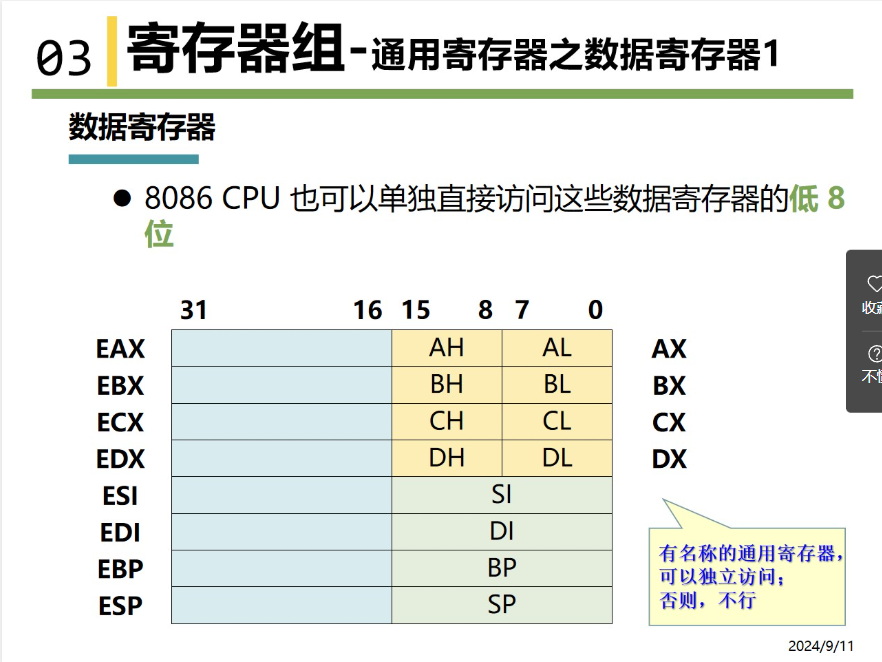 03 寄存器组-通用寄存器之数据寄存器1
数据寄存器
● 8086 CPU 也可以单独直接访问这些数据寄存器的低 8
位
31 16 15 8 7 0
EAX AH AL AX
EBX BH BL BX
ECX CH CL CX
EDX DH DL DX
ESI SI
EDI DI
EBP BP
ESP SP
有名称的通用寄存器，
可以独立访问；
否则，不行
2024/9/11
收藏